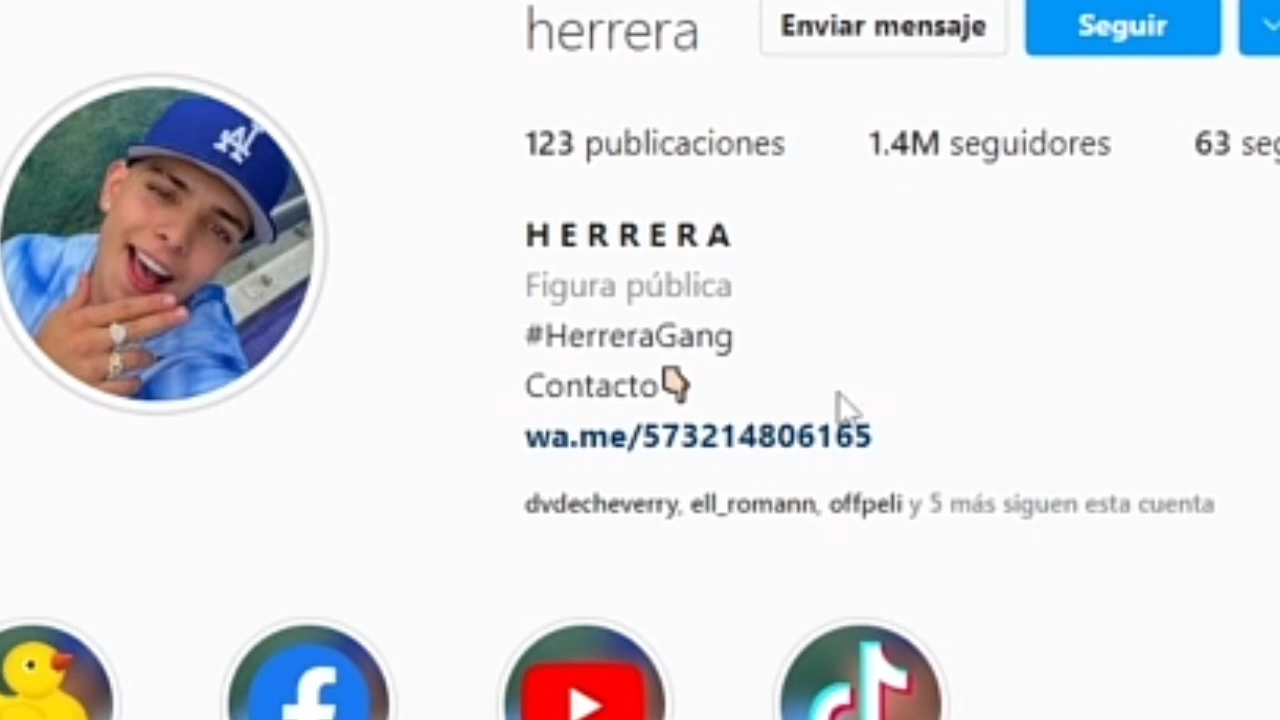 herrera Enviar mensaje Seguir
123 publicaciones 1.4M seguidores 63 seg
H E R R E R A
Figura pública
#HerreraGang
Contacto👇🏻
wa.me/573214806165
dvdecheverry, ell_romann, offpeli y 5 más siguen esta cuenta